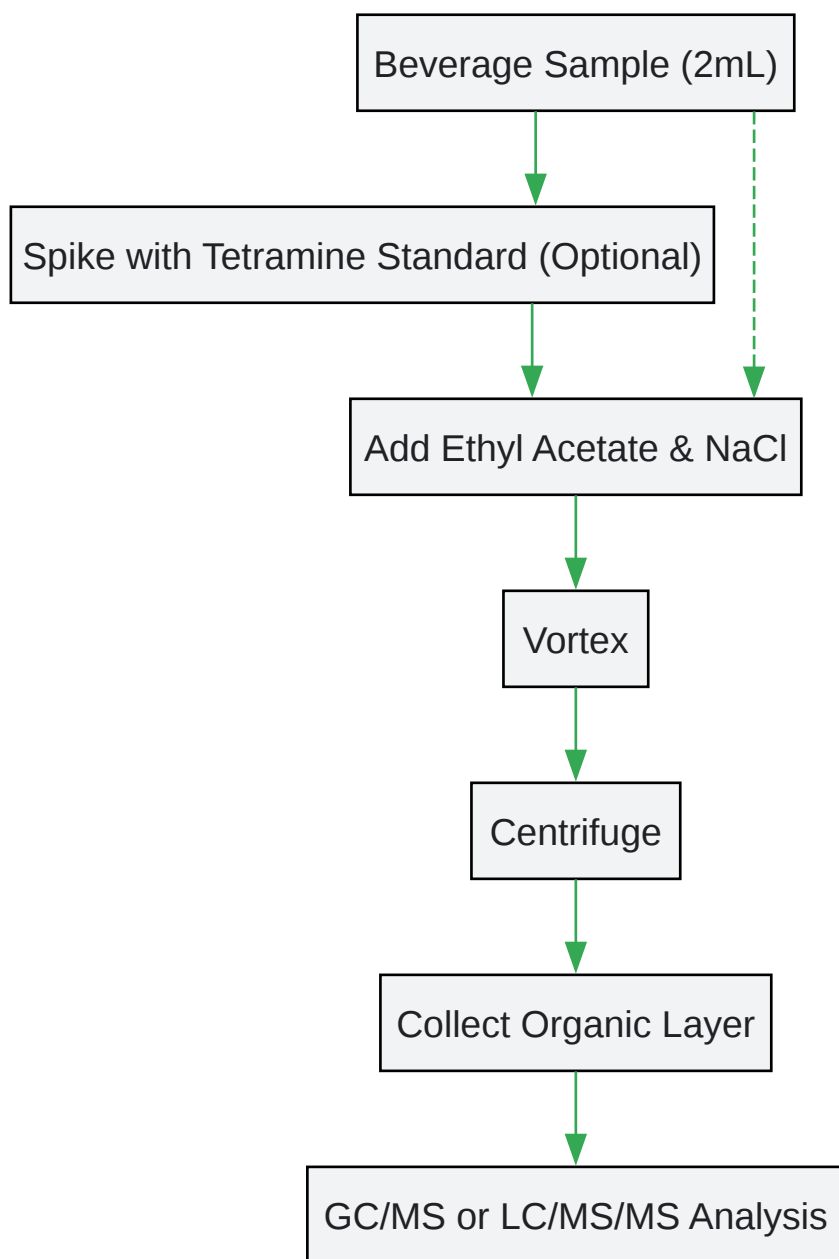 Beverage Sample (2mL)
Spike with Tetramine Standard (Optional)
Add Ethyl Acetate & NaCl
Vortex
Centrifuge
Collect Organic Layer
GC/MS or LC/MS/MS Analysis